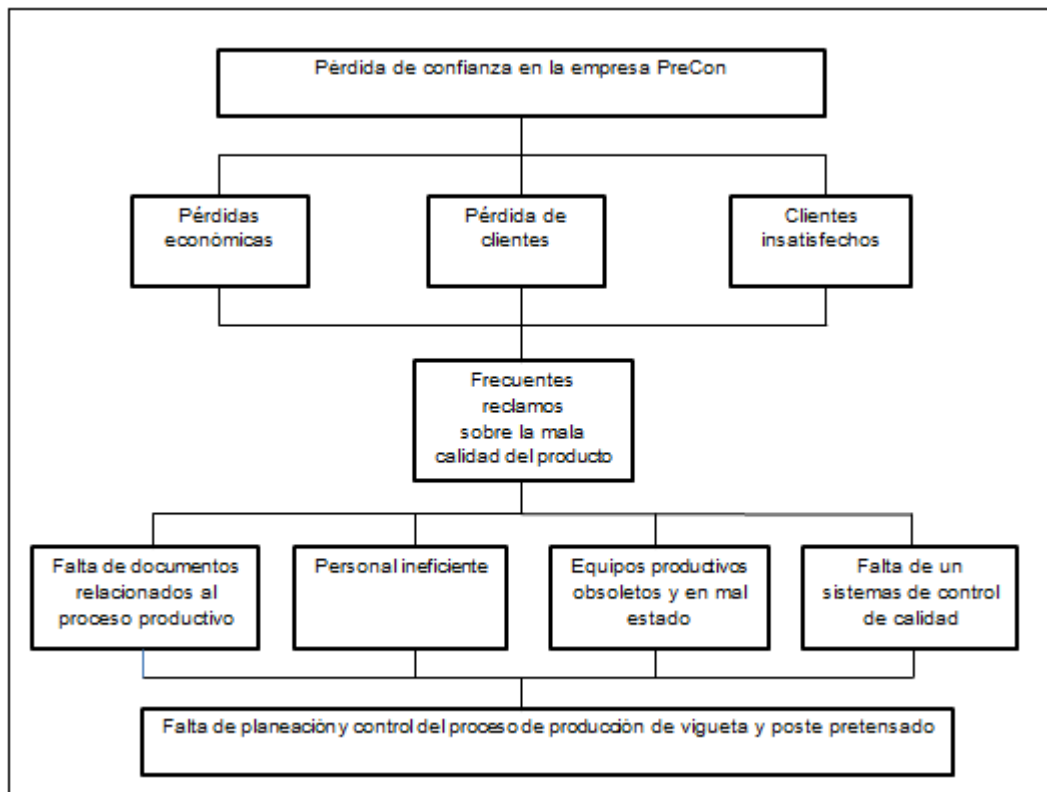 Pérdida de confianza en la empresa PreCon
Pérdidas
económicas
Pérdida de
clientes
Clientes
insatisfechos
Frecuentes
reclamos
sobre la mala
calidad del producto
Falta de documentos
relacionados al
proceso productivo
Personal ineficiente
Equipos productivos
obsoletos y en mal
estado
Falta de un
sistemas de control
de calidad
Falta de planeación y control del proceso de producción de vigueta y poste pretensado